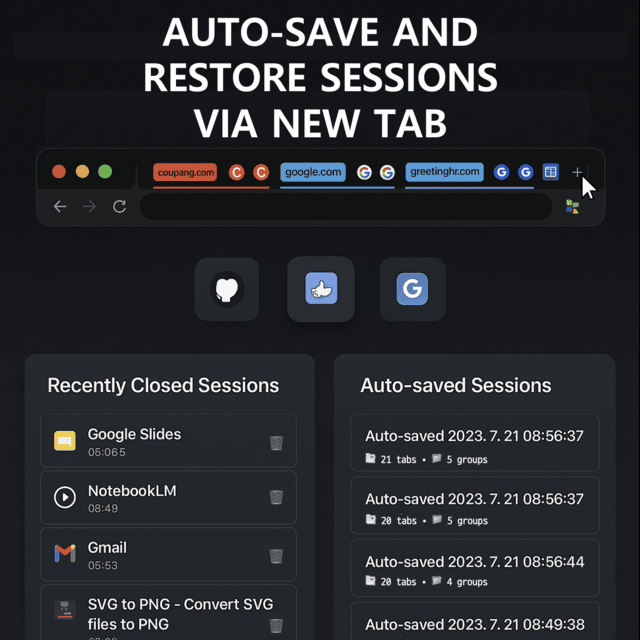 AUTO-SAVE AND
RESTORE SESSIONS
VIA NEW TAB
coupang.com C C google.com G G greetinghr.com G G
G
Recently Closed Sessions
Google Slides
05:065
NotebookLM
08:49
Gmail
05:53
SVG to PNG - Convert SVG
files to PNG
Auto-saved Sessions
Auto-saved 2023. 7. 21 08:56:37
21 tabs • 5 groups
Auto-saved 2023. 7. 21 08:56:37
20 tabs • 5 groups
Auto-saved 2023. 7. 21 08:56:44
20 tabs • 4 groups
Auto-saved 2023. 7. 21 08:49:38